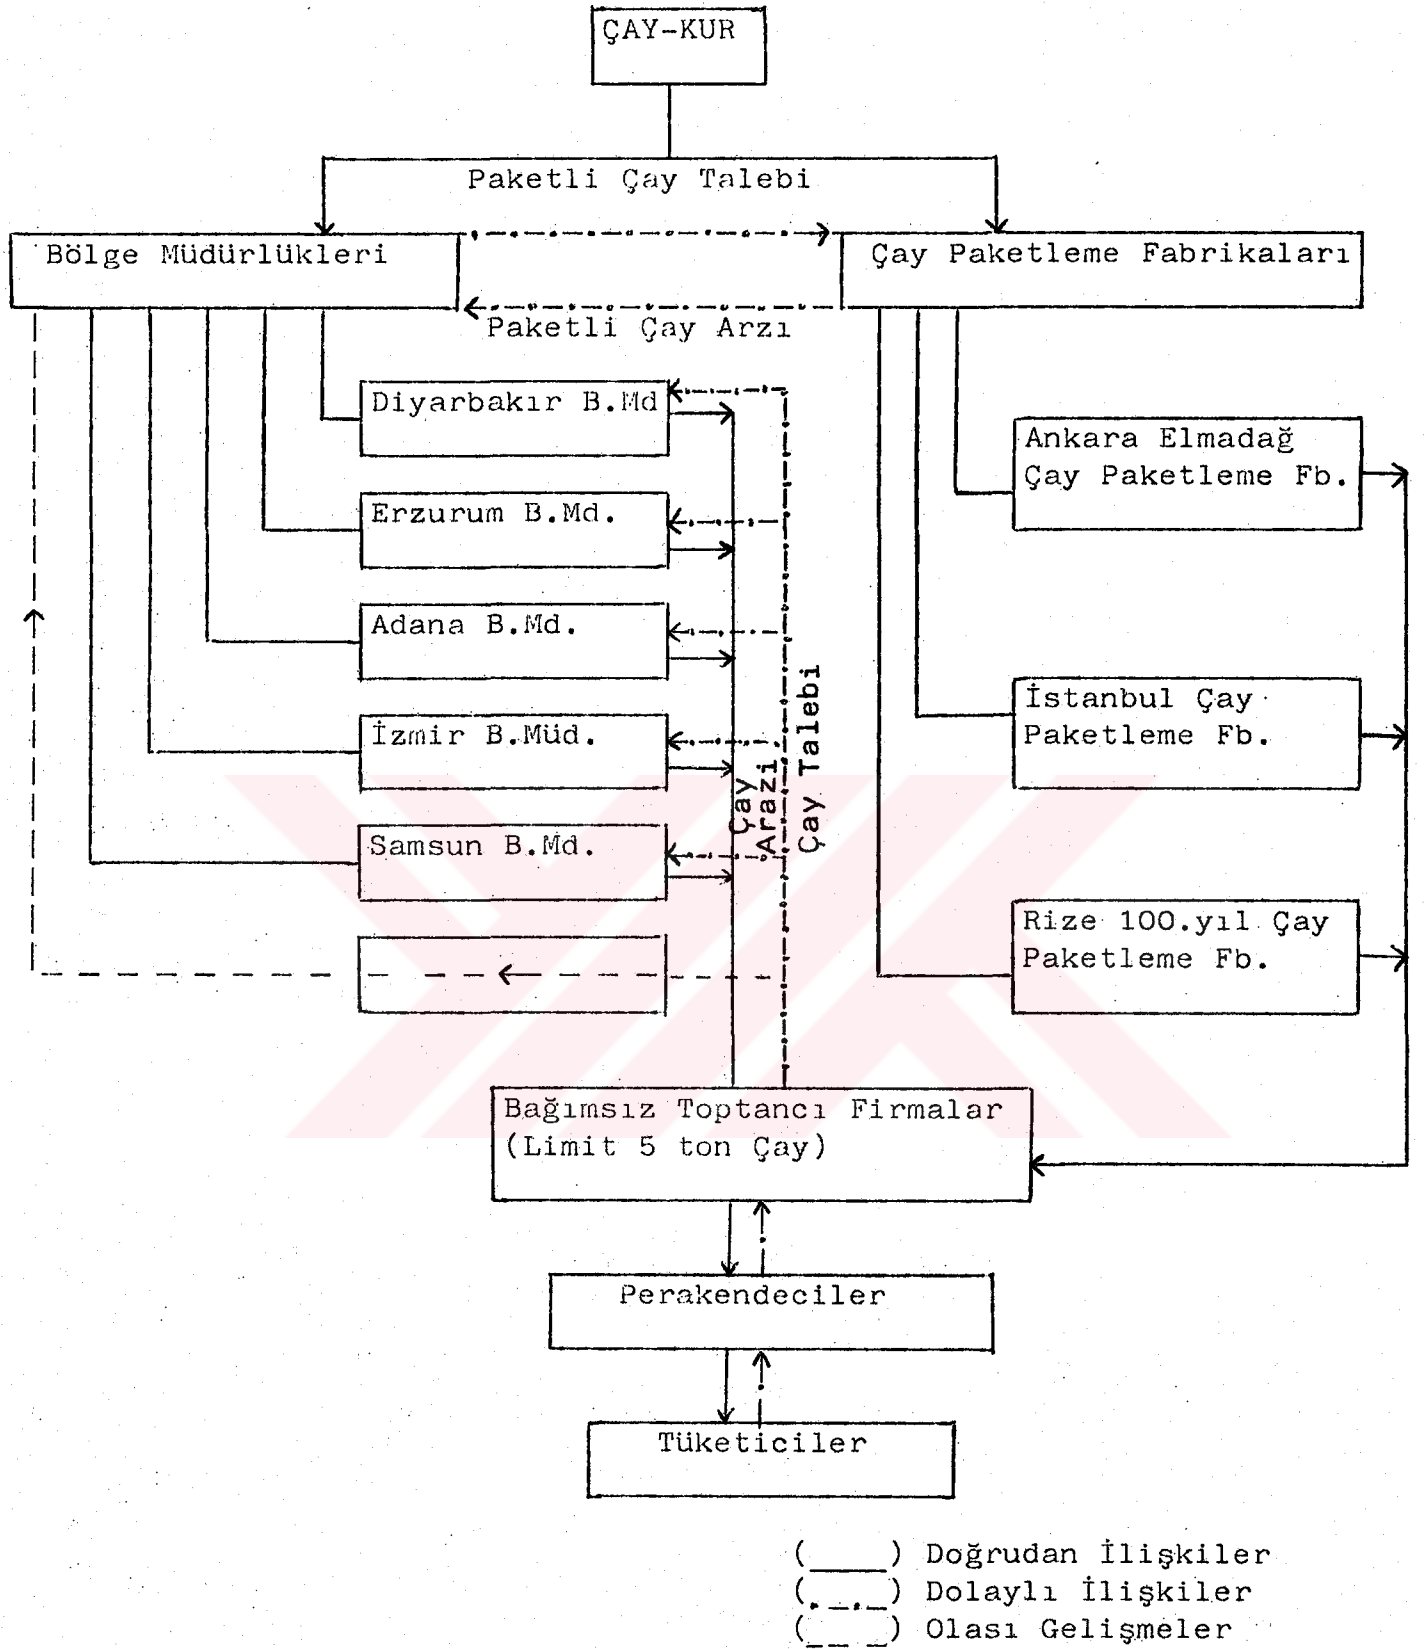 ÇAY-KUR
Paketli Çay Talebi
Bölge Müdürlükleri
Çay Paketleme Fabrikaları
Paketli Çay Arzı
Diyarbakır B.Md
Erzurum B.Md.
Adana B.Md.
İzmir B.Müd.
Samsun B.Md.
Çay
Arazi
Çay Talebi
Ankara Elmadağ
Çay Paketleme Fb.
İstanbul Çay
Paketleme Fb.
Rize 100.yıl Çay
Paketleme Fb.
Bağımsız Toptancı Firmalar
(Limit 5 ton Çay)
Perakendeciler
Tüketiciler
(____) Doğrudan İlişkiler
(._._) Dolaylı İlişkiler
(_ _ _) Olası Gelişmeler